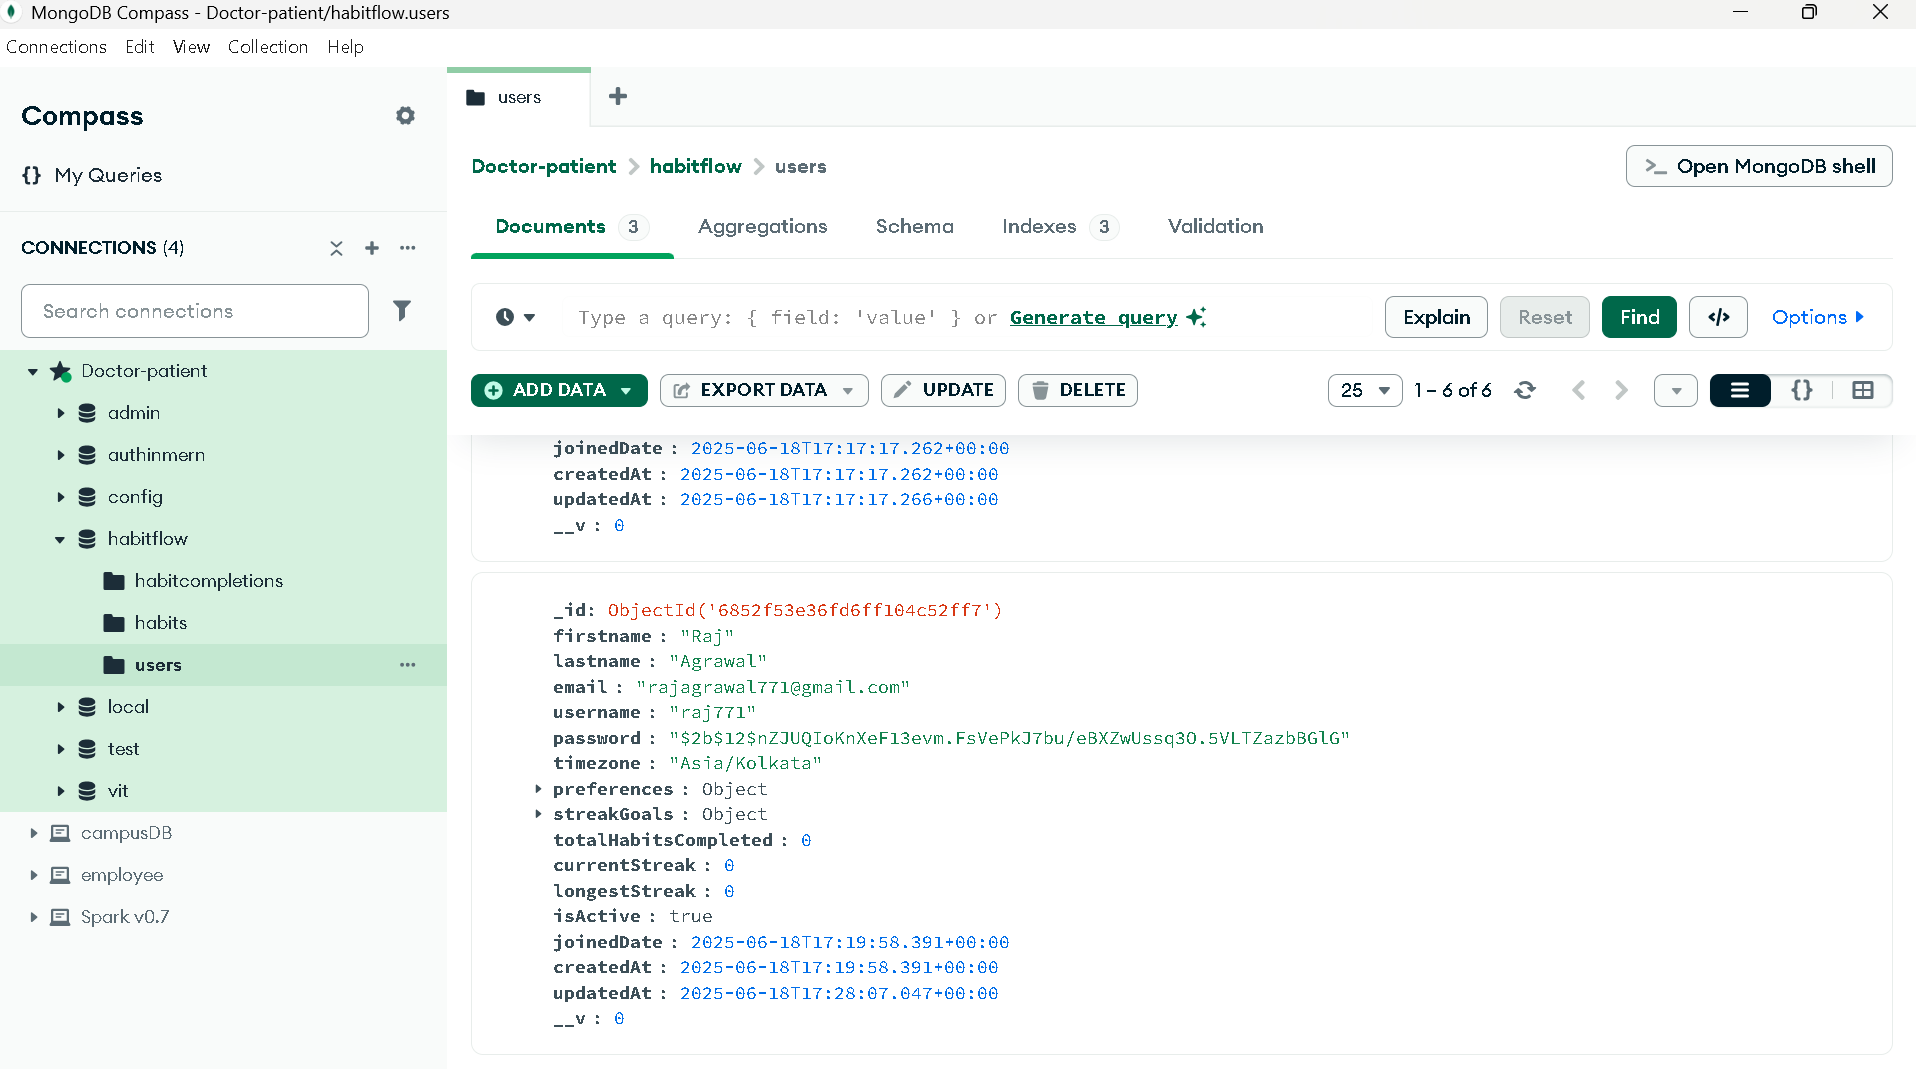 MongoDB Compass - Doctor-patient/habitflow.users
Connections Edit View Collection Help
Compass
{} My Queries
CONNECTIONS (4)
Search connections
Doctor-patient
admin
authinmern
config
habitflow
habitcompletions
habits
users
local
test
vit
campusDB
employee
Spark v0.7
users
Doctor-patient > habitflow > users
>_ Open MongoDB shell
Documents 3 Aggregations Schema Indexes 3 Validation
Type a query: { field: 'value' } or Generate query
Explain Reset Find </> Options
ADD DATA EXPORT DATA UPDATE DELETE
25 1 – 6 of 6 {}
joinedDate : 2025-06-18T17:17:17.262+00:00
createdAt : 2025-06-18T17:17:17.262+00:00
updatedAt : 2025-06-18T17:17:17.266+00:00
__v : 0
_id: ObjectId('6852f53e36fd6ff104c52ff7')
firstname : "Raj"
lastname : "Agrawal"
email : "rajagrawal771@gmail.com"
username : "raj771"
password : "$2b$12$nZJUQIoKnXeF13evm.FsVePkJ7bu/eBXZwUssq3O.5VLTZazbBGlG"
timezone : "Asia/Kolkata"
preferences : Object
streakGoals : Object
totalHabitsCompleted : 0
currentStreak : 0
longestStreak : 0
isActive : true
joinedDate : 2025-06-18T17:19:58.391+00:00
createdAt : 2025-06-18T17:19:58.391+00:00
updatedAt : 2025-06-18T17:28:07.047+00:00
__v : 0